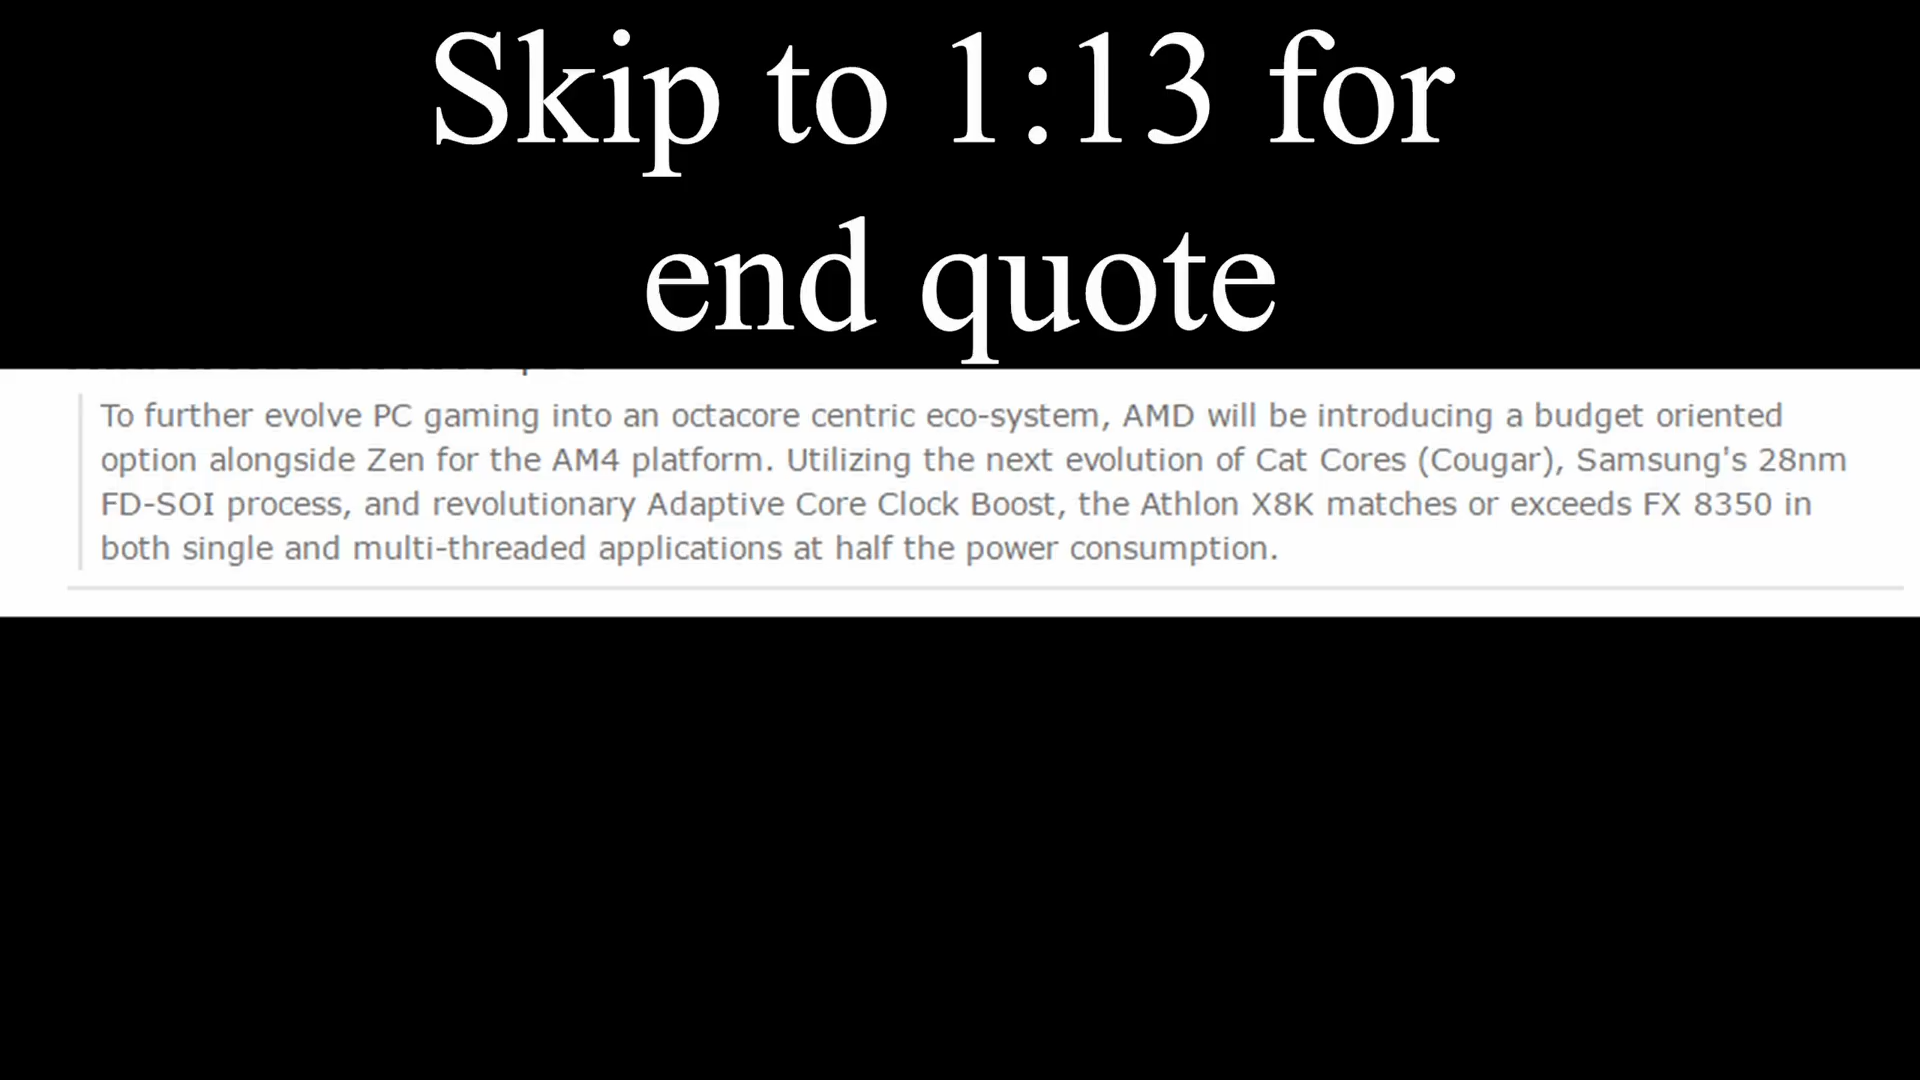 Skip to 1:13 for
end quote
To further evolve PC gaming into an octacore centric eco-system, AMD will be introducing a budget oriented
option alongside Zen for the AM4 platform. Utilizing the next evolution of Cat Cores (Cougar), Samsung's 28nm
FD-SOI process, and revolutionary Adaptive Core Clock Boost, the Athlon X8K matches or exceeds FX 8350 in
both single and multi-threaded applications at half the power consumption.